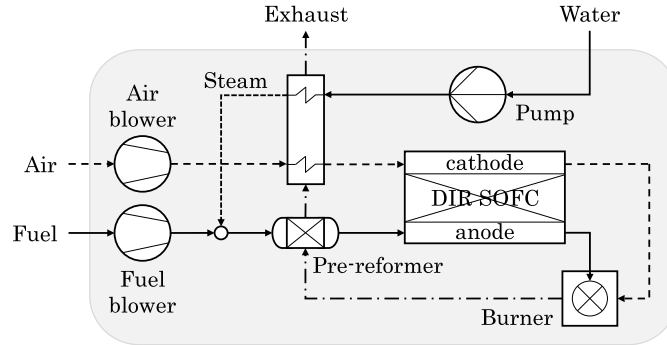 Exhaust
Water
Steam
Air
blower
Pump
Air
cathode
DIR SOFC
Fuel
anode
Pre-reformer
Fuel
blower
Burner